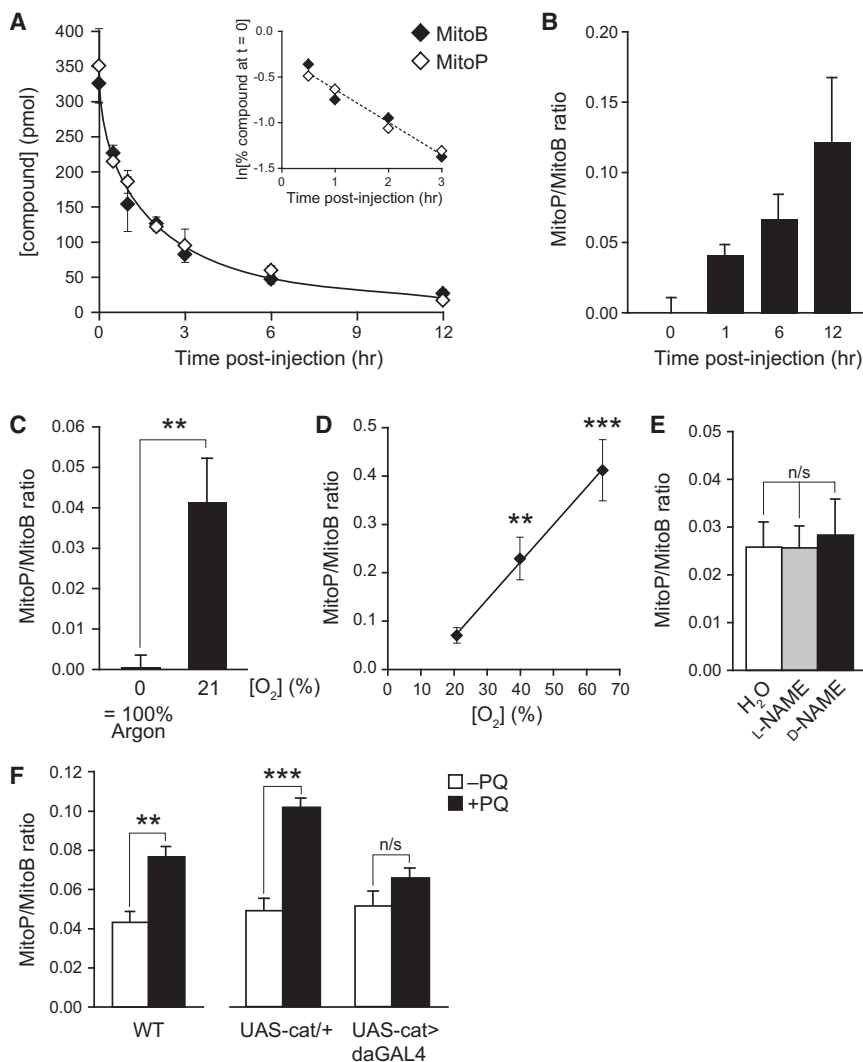 A
400
350
300
250
200
150
100
50
0
[compound] (pmol)
0 3 6 9 12
Time post-injection (hr)
0.0
-0.5
-1.0
-1.5
ln[% compound at t = 0]
0 1 2 3
Time post-injection (hr)
MitoB
MitoP
B
0.20
0.15
0.10
0.05
0.00
MitoP/MitoB ratio
0 1 6 12
Time post-injection (hr)
C
0.06
0.05
0.04
0.03
0.02
0.01
0.00
MitoP/MitoB ratio
**
0 21 [O2] (%)
= 100%
Argon
D
0.5
0.4
0.3
0.2
0.1
0.0
MitoP/MitoB ratio
**
***
0 10 20 30 40 50 60 70
[O2] (%)
E
0.05
0.04
0.03
0.02
0.01
0.00
MitoP/MitoB ratio
n/s
H2O
L-NAME
D-NAME
F
0.12
0.10
0.08
0.06
0.04
0.02
0.00
MitoP/MitoB ratio
**
***
n/s
–PQ
+PQ
WT
UAS-cat/+
UAS-cat>
daGAL4